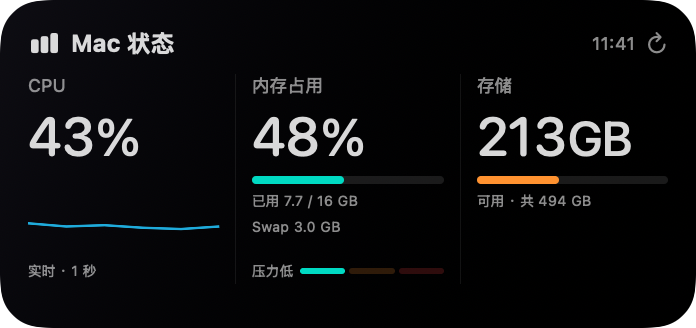 Mac 状态
11:41
CPU
43%
实时 · 1 秒
内存占用
48%
已用 7.7 / 16 GB
Swap 3.0 GB
压力低
存储
213GB
可用 · 共 494 GB